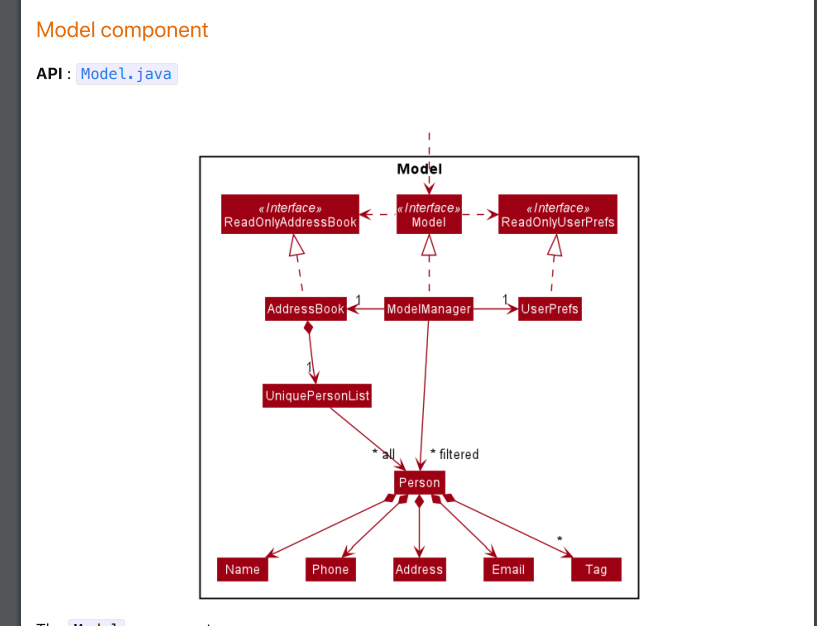 Model component
API : Model.java
Model
«Interface»
ReadOnlyAddressBook
«Interface»
Model
«Interface»
ReadOnlyUserPrefs
AddressBook
1
ModelManager
1
UserPrefs
1
UniquePersonList
* all
* filtered
Person
*
Name
Phone
Address
Email
Tag
The Model component